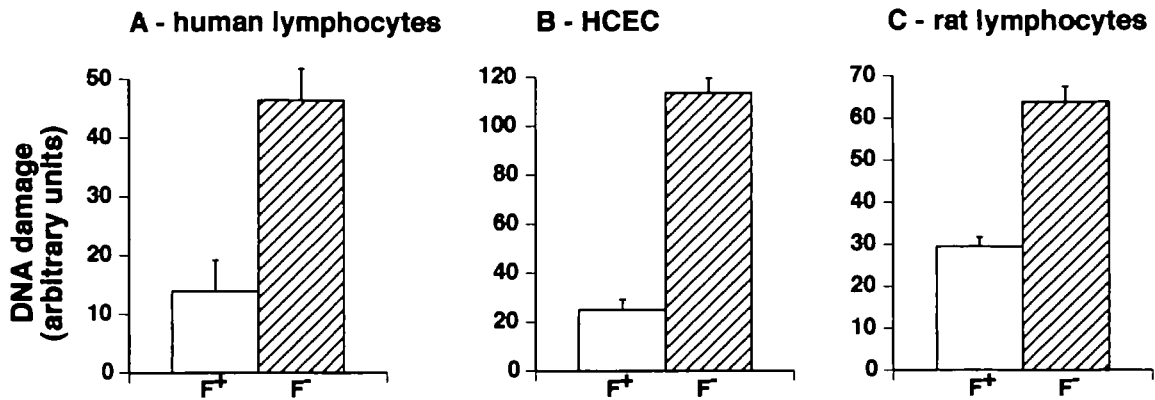 A - human lymphocytes
B - HCEC
C - rat lymphocytes
DNA damage
(arbitrary units)
50
40
30
20
10
0
F+ F-
120
100
80
60
40
20
0
F+ F-
70
60
50
40
30
20
10
0
F+ F-